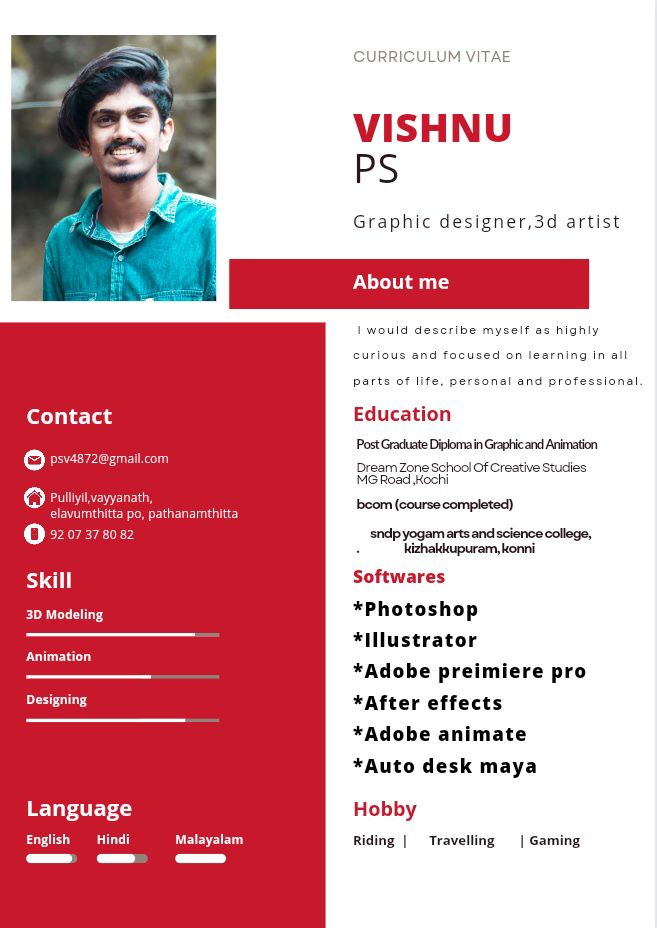 CURRICULUM VITAE
VISHNU
PS
Graphic designer,3d artist
About me
I would describe myself as highly
curious and focused on learning in all
parts of life, personal and professional.
Contact
psv4872@gmail.com
Pulliyil,vayyanath,
elavumthitta po, pathanamthitta
92 07 37 80 82
Skill
3D Modeling
Animation
Designing
Language
English Hindi Malayalam
Education
Post Graduate Diploma in Graphic and Animation
Dream Zone School Of Creative Studies
MG Road ,Kochi
bcom (course completed)
sndp yogam arts and science college,
. kizhakkupuram, konni
Softwares
*Photoshop
*Illustrator
*Adobe preimiere pro
*After effects
*Adobe animate
*Auto desk maya
Hobby
Riding | Travelling | Gaming